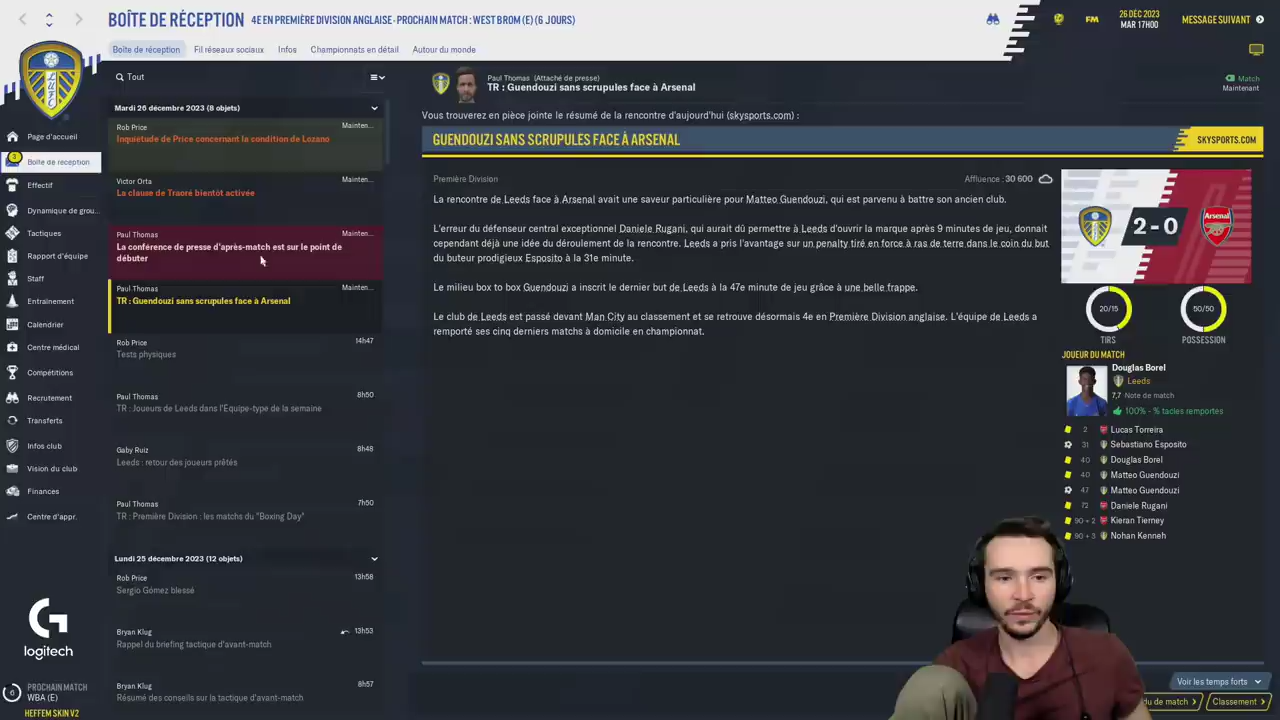 BOÎTE DE RÉCEPTION
4E EN PREMIÈRE DIVISION ANGLAISE - PROCHAIN MATCH : WEST BROM (E) (6 JOURS)
FM
26 DÉC 2023
MAR 17H00
MESSAGE SUIVANT
Boîte de réception
Fil réseaux sociaux
Infos
Championnats en détail
Autour du monde
Page d'accueil
3
Boîte de réception
Effectif
Dynamique de grou...
Tactiques
Rapport d'équipe
Staff
Entraînement
Calendrier
Centre médical
Compétitions
Recrutement
Transferts
Infos club
Vision du club
Finances
Centre d'appr.
logitech
PROCHAIN MATCH
WBA (E)
HEFFEM SKIN V2
Tout
Mardi 26 décembre 2023 (8 objets)
Rob Price
Mainten...
Inquiétude de Price concernant la condition de Lozano
Victor Orta
Mainten...
La clause de Traoré bientôt activée
Paul Thomas
Mainten...
La conférence de presse d'après-match est sur le point de
débuter
Paul Thomas
Mainten...
TR : Guendouzi sans scrupules face à Arsenal
Rob Price
14h47
Tests physiques
Paul Thomas
8h50
TR : Joueurs de Leeds dans l'Equipe-type de la semaine
Gaby Ruiz
8h48
Leeds : retour des joueurs prêtés
Paul Thomas
7h50
TR : Première Division : les matchs du "Boxing Day"
Lundi 25 décembre 2023 (12 objets)
Rob Price
13h58
Sergio Gómez blessé
Bryan Klug
13h53
Rappel du briefing tactique d'avant-match
Bryan Klug
8h57
Résumé des conseils sur la tactique d'avant-match
Paul Thomas (Attaché de presse)
TR : Guendouzi sans scrupules face à Arsenal
Match
Maintenant
Vous trouverez en pièce jointe le résumé de la rencontre d'aujourd'hui (skysports.com) :
GUENDOUZI SANS SCRUPULES FACE À ARSENAL
SKYSPORTS.COM
Première Division
Affluence : 30 600
La rencontre de Leeds face à Arsenal avait une saveur particulière pour Matteo Guendouzi, qui est parvenu à battre son ancien club.
L'erreur du défenseur central exceptionnel Daniele Rugani, qui aurait dû permettre à Leeds d'ouvrir la marque après 9 minutes de jeu, donnait
cependant déjà une idée du déroulement de la rencontre. Leeds a pris l'avantage sur un penalty tiré en force à ras de terre dans le coin du but
du buteur prodigieux Esposito à la 31e minute.
Le milieu box to box Guendouzi a inscrit le dernier but de Leeds à la 47e minute de jeu grâce à une belle frappe.
Le club de Leeds est passé devant Man City au classement et se retrouve désormais 4e en Première Division anglaise. L'équipe de Leeds a
remporté ses cinq derniers matchs à domicile en championnat.
2 - 0
Arsenal
20/15
TIRS
50/50
POSSESSION
JOUEUR DU MATCH
Douglas Borel
Leeds
7,7 Note de match
100% - % tacles remportés
2 Lucas Torreira
31 Sebastiano Esposito
40 Douglas Borel
40 Matteo Guendouzi
47 Matteo Guendouzi
72 Daniele Rugani
90 + 2 Kieran Tierney
90 + 3 Nohan Kenneh
Voir les temps forts
du de match
Classement